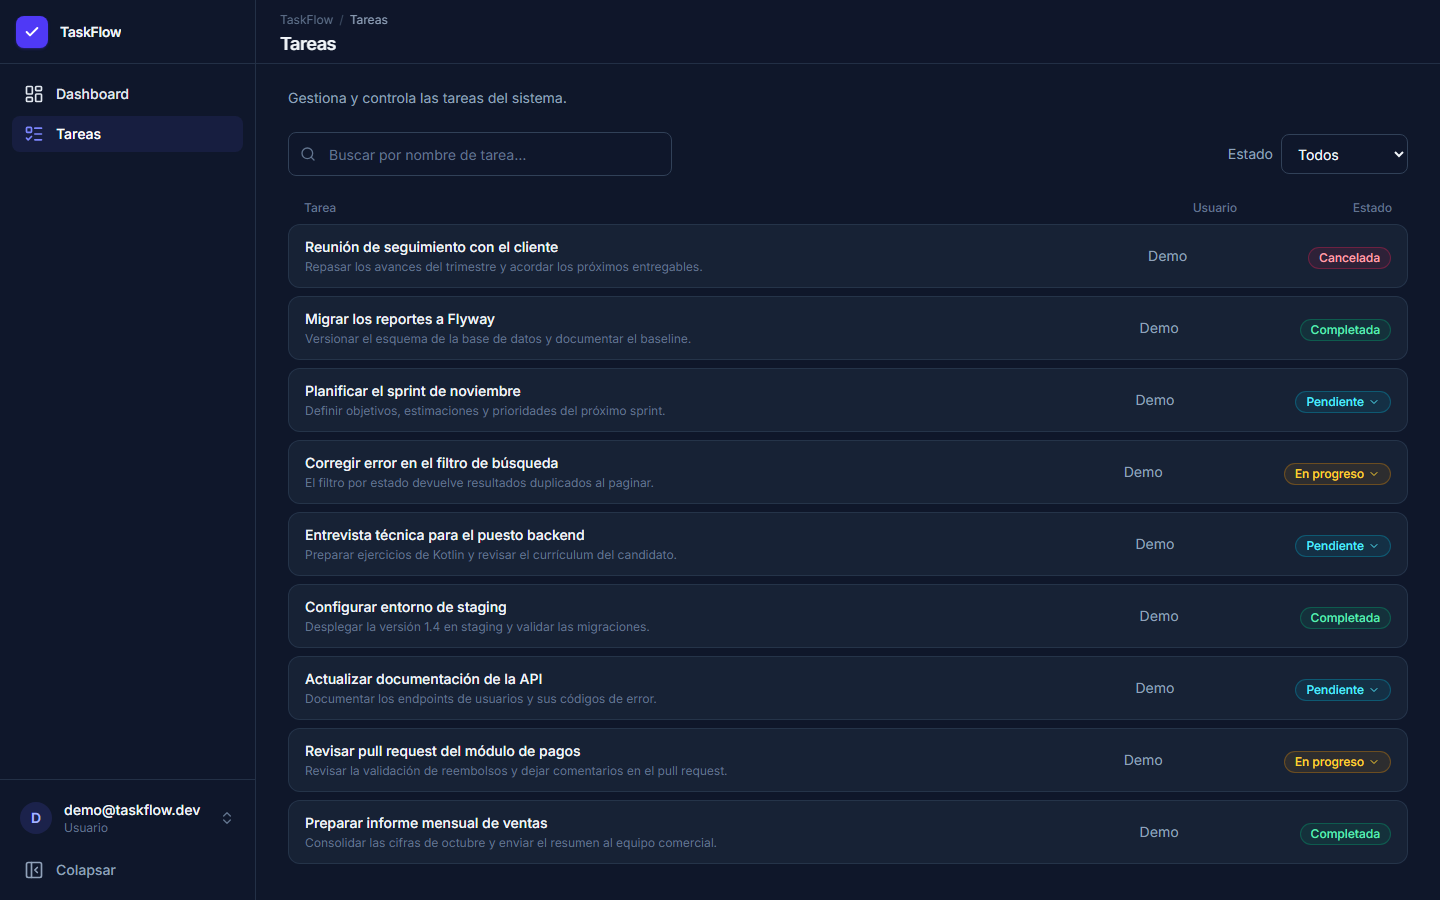 TaskFlow
TaskFlow / Tareas
Tareas
Dashboard
Tareas
Gestiona y controla las tareas del sistema.
Buscar por nombre de tarea...
Estado Todos
Tarea Usuario Estado
Reunión de seguimiento con el cliente
Repasar los avances del trimestre y acordar los próximos entregables.
Demo Cancelada
Migrar los reportes a Flyway
Versionar el esquema de la base de datos y documentar el baseline.
Demo Completada
Planificar el sprint de noviembre
Definir objetivos, estimaciones y prioridades del próximo sprint.
Demo Pendiente
Corregir error en el filtro de búsqueda
El filtro por estado devuelve resultados duplicados al paginar.
Demo En progreso
Entrevista técnica para el puesto backend
Preparar ejercicios de Kotlin y revisar el currículum del candidato.
Demo Pendiente
Configurar entorno de staging
Desplegar la versión 1.4 en staging y validar las migraciones.
Demo Completada
Actualizar documentación de la API
Documentar los endpoints de usuarios y sus códigos de error.
Demo Pendiente
Revisar pull request del módulo de pagos
Revisar la validación de reembolsos y dejar comentarios en el pull request.
Demo En progreso
Preparar informe mensual de ventas
Consolidar las cifras de octubre y enviar el resumen al equipo comercial.
Demo Completada
D
demo@taskflow.dev
Usuario
Colapsar